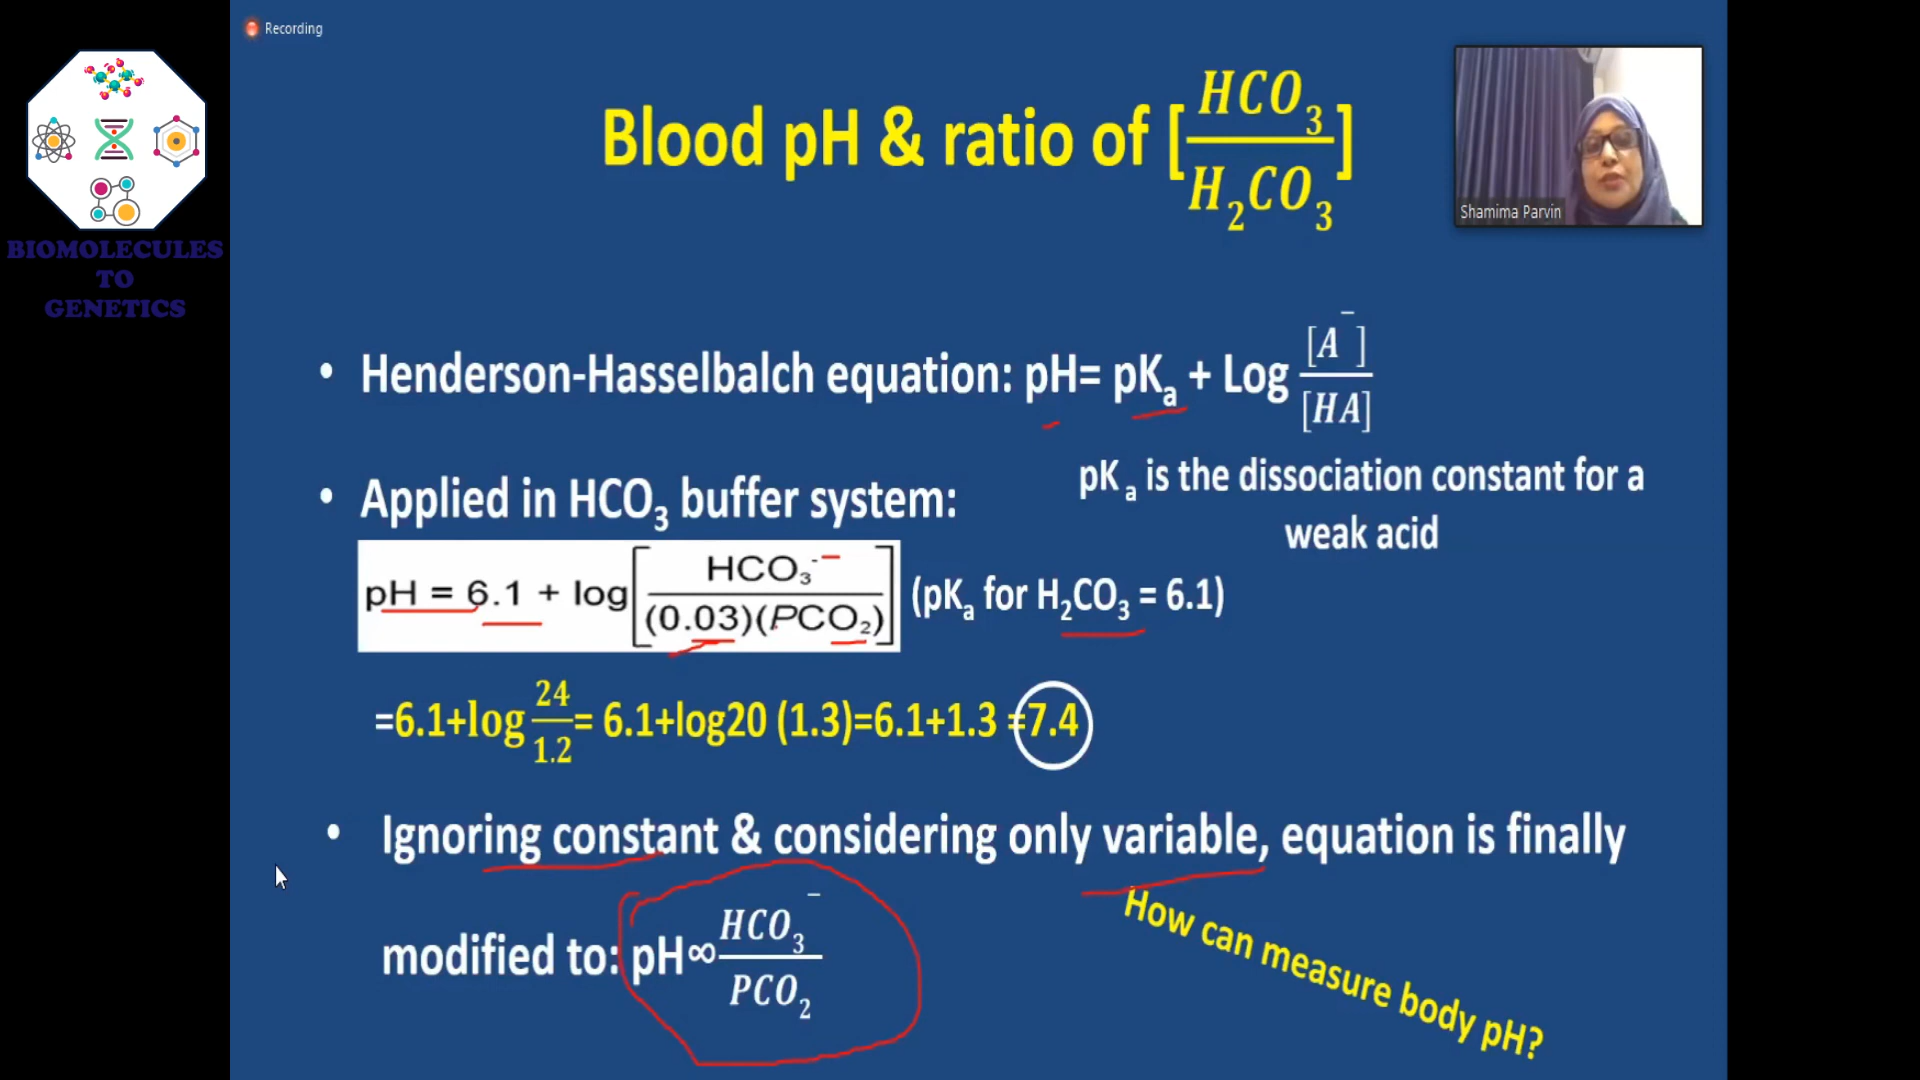 Recording
BIOMOLECULES
TO
GENETICS
Blood pH & ratio of [HCO₃/H₂CO₃]
Shamima Parvin
• Henderson-Hasselbalch equation: pH= pKₐ + Log [A⁻]/[HA]
pKₐ is the dissociation constant for a
weak acid
• Applied in HCO₃ buffer system:
pH = 6.1 + log[HCO₃⁻/(0.03)(PCO₂)] (pKₐ for H₂CO₃ = 6.1)
=6.1+log 24/1.2= 6.1+log20 (1.3)=6.1+1.3 =7.4
• Ignoring constant & considering only variable, equation is finally
modified to: pH∞ HCO₃⁻/PCO₂
How can measure body pH?